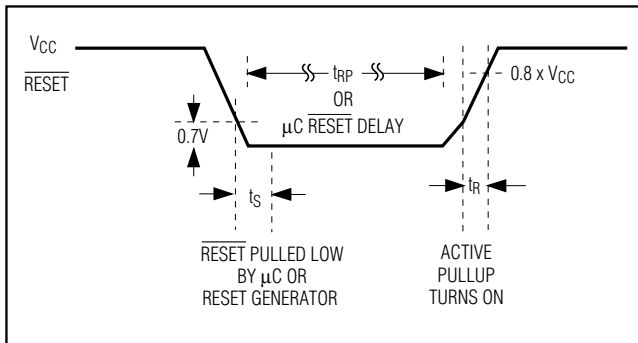 VCC
RESET
tRP
OR
µC RESET DELAY
0.8 x VCC
0.7V
tS
tR
RESET PULLED LOW
BY µC OR
RESET GENERATOR
ACTIVE
PULLUP
TURNS ON